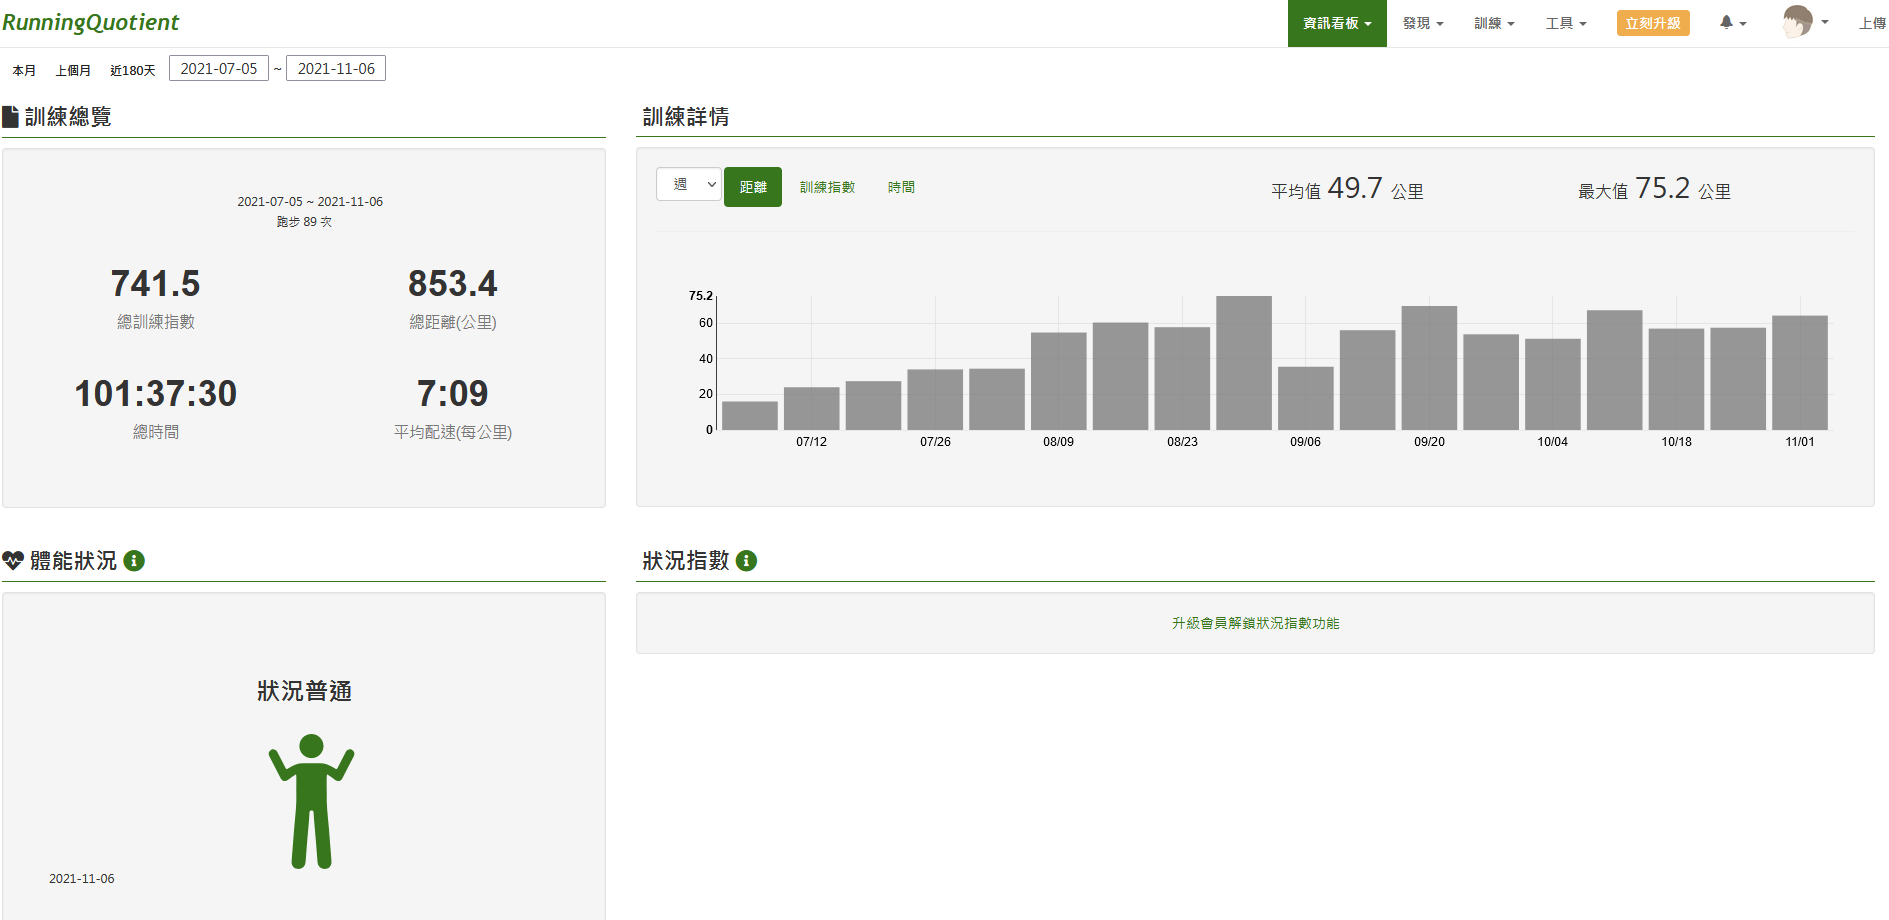 RunningQuotient
資訊看板 發現 訓練 工具 立刻升級 上傳
本月 上個月 近180天 2021-07-05 ~ 2021-11-06
訓練總覽
2021-07-05 ~ 2021-11-06
跑步 89 次
741.5 853.4
總訓練指數 總距離(公里)
101:37:30 7:09
總時間 平均配速(每公里)
訓練詳情
週 距離 訓練指數 時間 平均值 49.7 公里 最大值 75.2 公里
75.2
60
40
20
0
07/12 07/26 08/09 08/23 09/06 09/20 10/04 10/18 11/01
體能狀況
狀況普通
2021-11-06
狀況指數
升級會員解鎖狀況指數功能